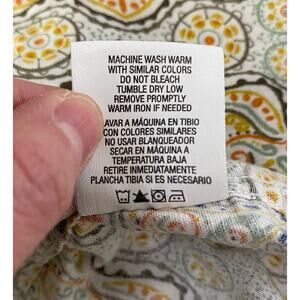 MACHINE WASH WARM
WITH SIMILAR COLORS
DO NOT BLEACH
TUMBLE DRY LOW
REMOVE PROMPTLY
WARM IRON IF NEEDED
AVAR A MÁQUINA EN TIBIO
CON COLORES SIMILARES
NO USAR BLANQUEADOR
SECAR EN MÁQUINA A
TEMPERATURA BAJA
RETIRE INMEDIATAMENTE
PLANCHA TIBIA SI ES NECESARIO